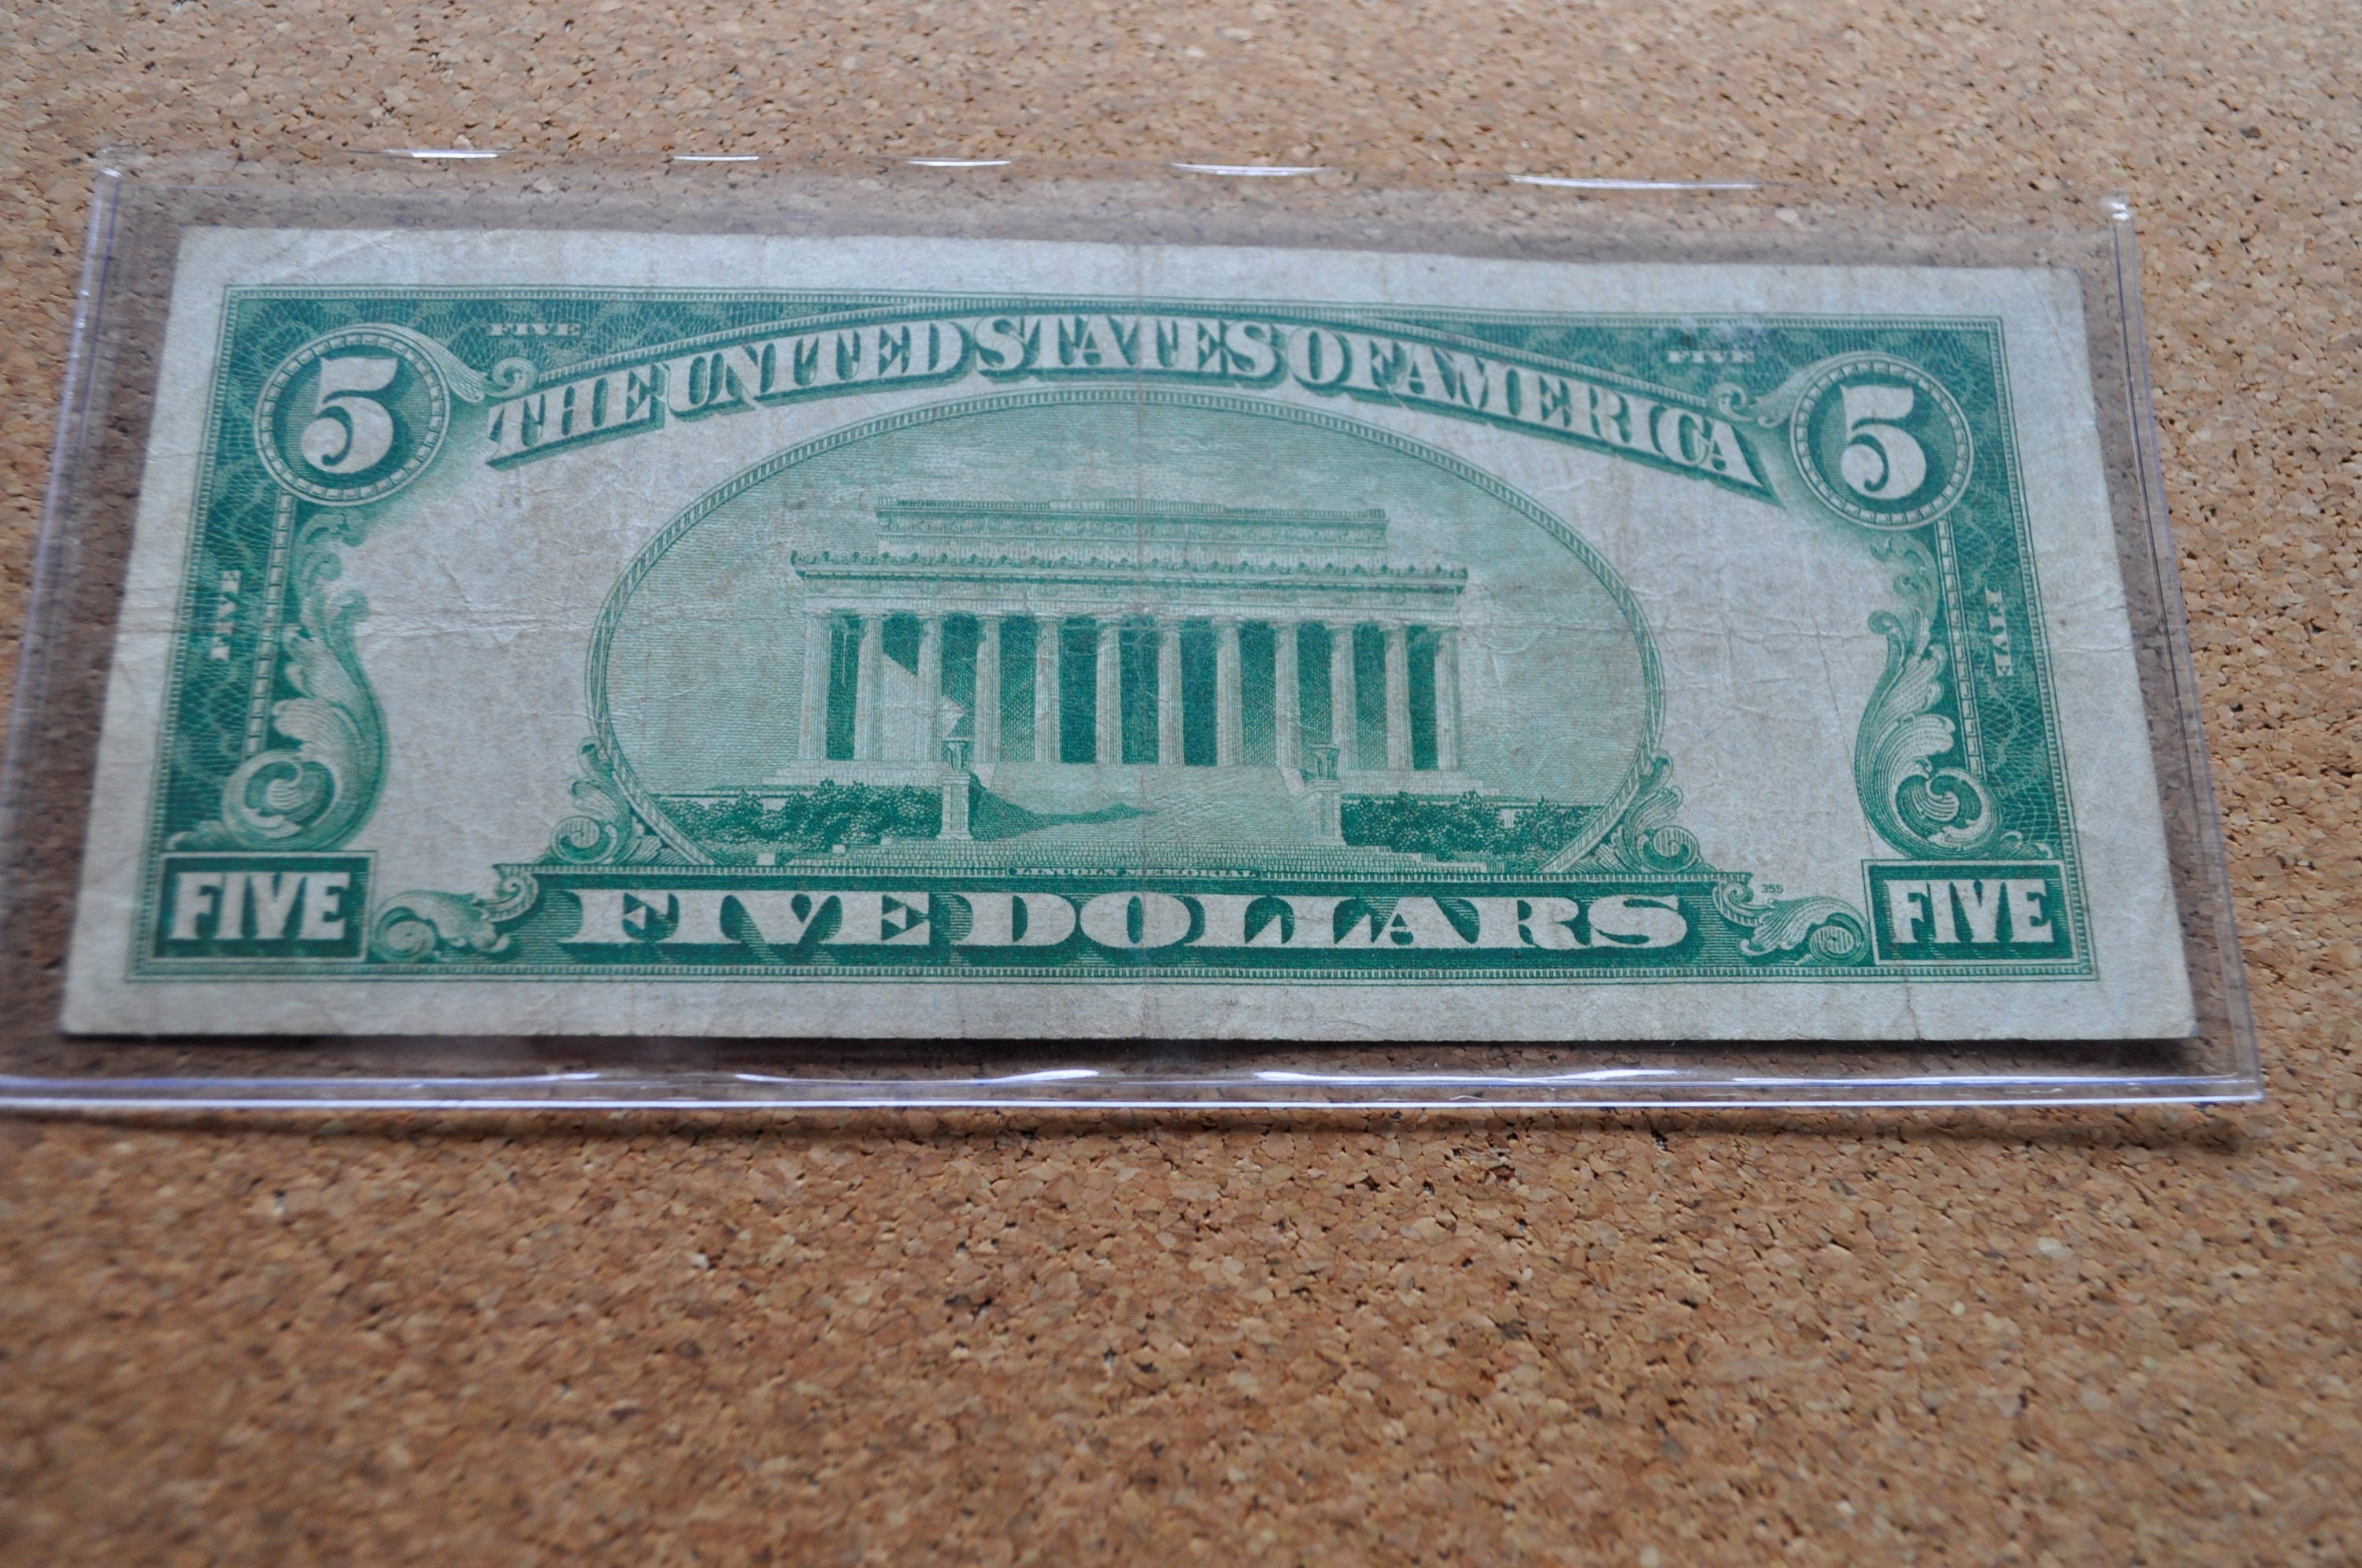 FIVE FIVE
5 THE UNITED STATES OF AMERICA 5
FIVE FIVE
LINCOLN MEMORIAL
355
FIVE FIVE DOLLARS FIVE